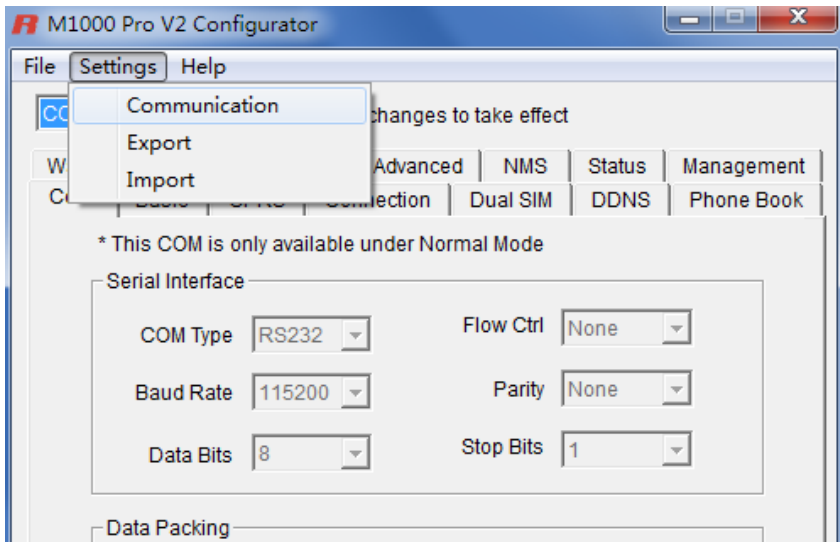 M1000 Pro V2 Configurator
File Settings Help
Communication
Export
Import
changes to take effect
Advanced NMS Status Management
Dual SIM DDNS Phone Book
* This COM is only available under Normal Mode
Serial Interface
COM Type RS232 Flow Ctrl None
Baud Rate 115200 Parity None
Data Bits 8 Stop Bits 1
Data Packing